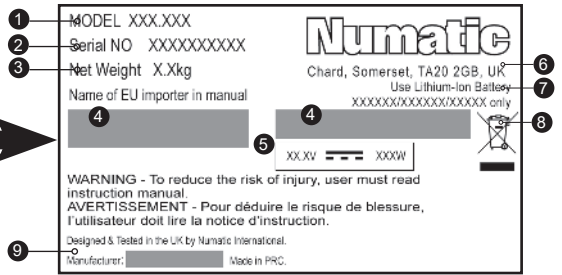 1 MODEL XXX.XXX
2 Serial NO XXXXXXXXXX
3 Net Weight X.Xkg
Name of EU importer in manual
4
Numatic
Chard, Somerset, TA20 2GB, UK 6
Use Lithium-Ion Battery 7
XXXXXX/XXXXXX/XXXXX only
4
8
C
5 XX.XV XXXW
WARNING - To reduce the risk of injury, user must read
instruction manual.
AVERTISSEMENT - Pour déduire le risque de blessure,
l'utilisateur doit lire la notice d'instruction.
Designed & Tested in the UK by Numatic International.
9 Manufacturer: Made in PRC.